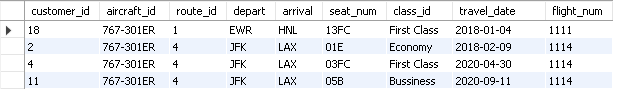 customer_id aircraft_id route_id depart arrival seat_num class_id travel_date flight_num
18 767-301ER 1 EWR HNL 13FC First Class 2018-01-04 1111
2 767-301ER 4 JFK LAX 01E Economy 2018-02-09 1114
4 767-301ER 4 JFK LAX 03FC First Class 2020-04-30 1114
11 767-301ER 4 JFK LAX 05B Bussiness 2020-09-11 1114